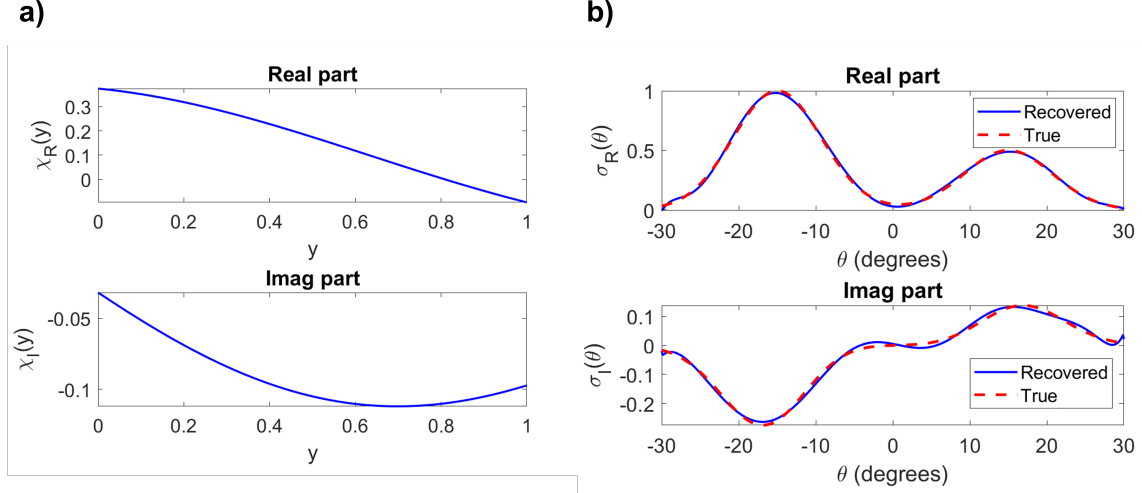 a)
Real part
χR(y)
0.3
0.2
0.1
0
0 0.2 0.4 0.6 0.8 1
y
Imag part
χI(y)
-0.05
-0.1
0 0.2 0.4 0.6 0.8 1
y
b)
Real part
σR(θ)
1
0.5
0
Recovered
True
-30 -20 -10 0 10 20 30
θ (degrees)
Imag part
σI(θ)
0.1
0
-0.1
-0.2
Recovered
True
-30 -20 -10 0 10 20 30
θ (degrees)